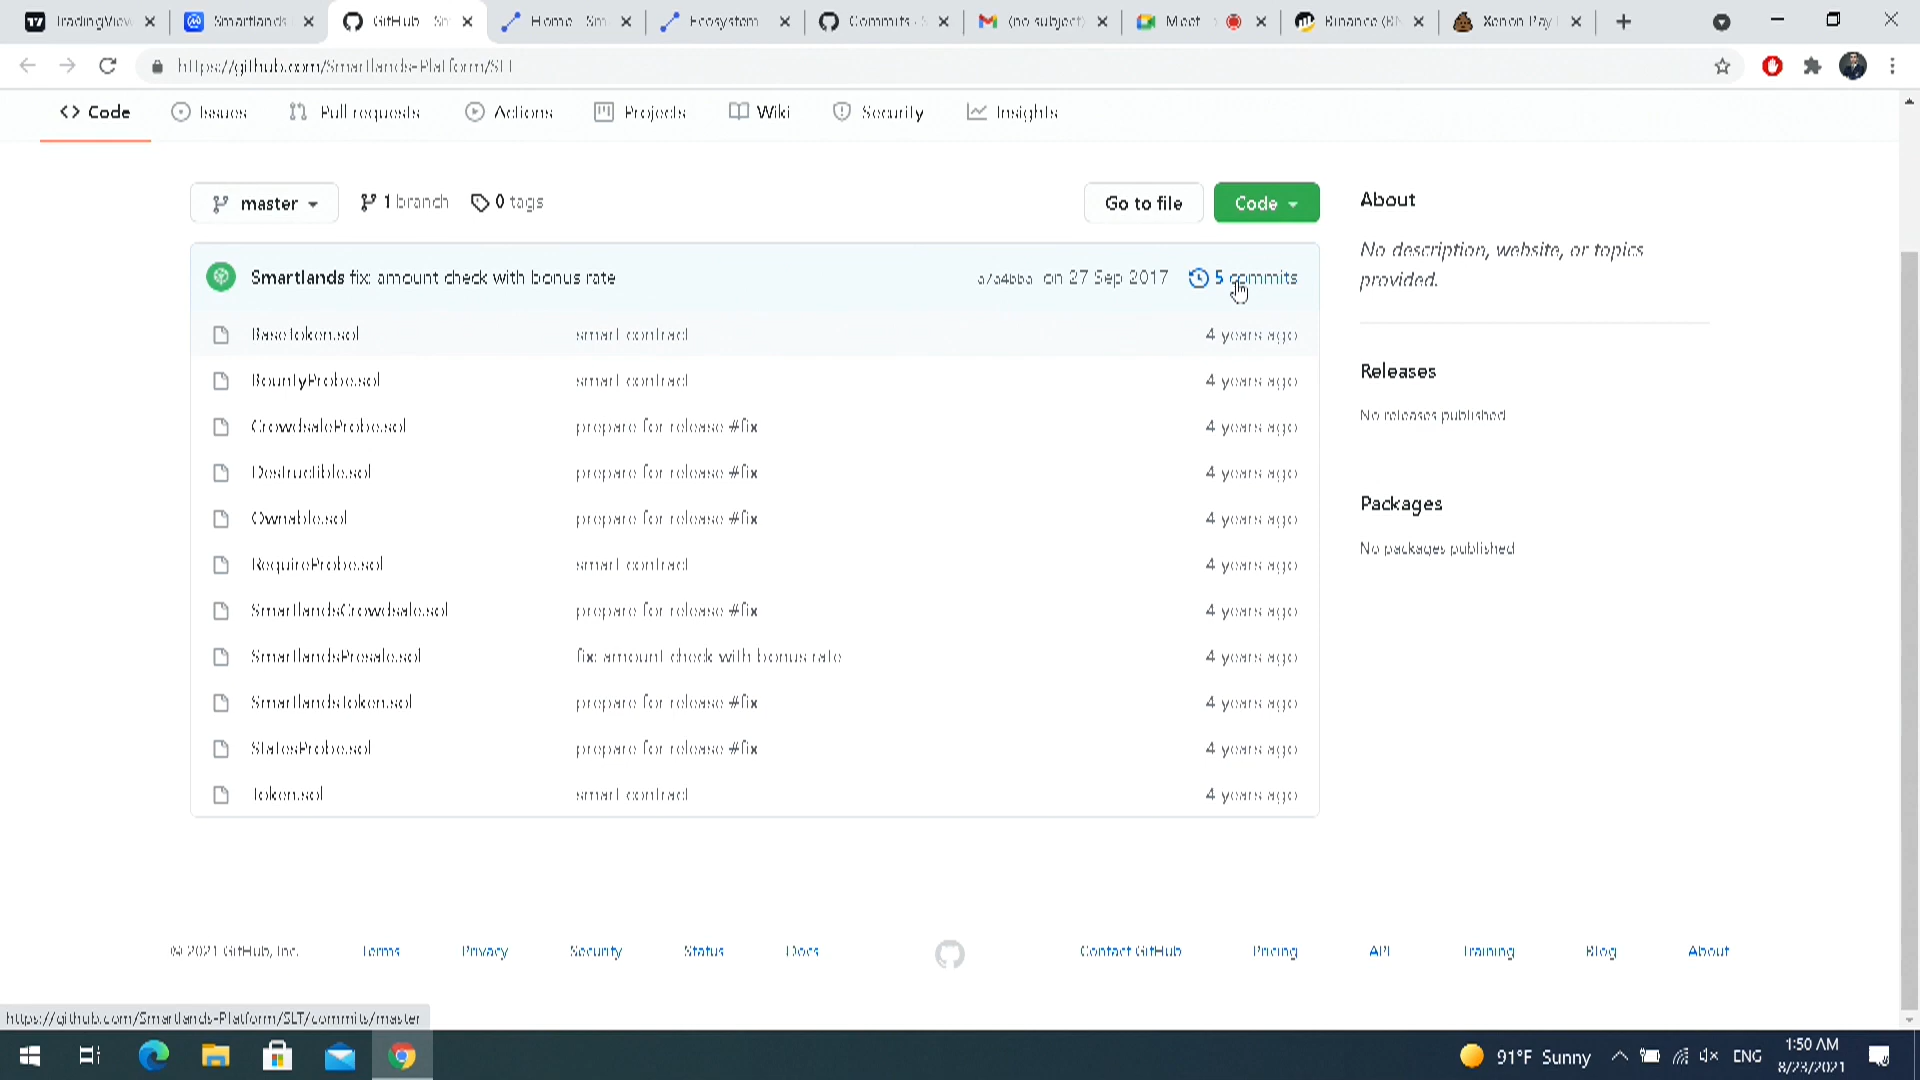 TradingView
Smartlands
GitHub - Sm
Home - Sm
Ecosystem
Commits - S
(no subject)
Meet
Binance (BN
Xenon Pay
https://github.com/Smartlands-Platform/SLT
Code
Issues
Pull requests
Actions
Projects
Wiki
Security
Insights
master
1 branch
0 tags
Go to file
Code
About
No description, website, or topics
provided.
Smartlands fix: amount check with bonus rate
a7a4bba on 27 Sep 2017
5 commits
BaseToken.sol smart contract 4 years ago
BountyProbe.sol smart contract 4 years ago
CrowdsaleProbe.sol prepare for release #fix 4 years ago
Destructible.sol prepare for release #fix 4 years ago
Ownable.sol prepare for release #fix 4 years ago
RequireProbe.sol smart contract 4 years ago
SmartlandsCrowdsale.sol prepare for release #fix 4 years ago
SmartlandsPresale.sol fix: amount check with bonus rate 4 years ago
SmartlandsToken.sol prepare for release #fix 4 years ago
StatesProbe.sol prepare for release #fix 4 years ago
Token.sol smart contract 4 years ago
Releases
No releases published
Packages
No packages published
© 2021 GitHub, Inc.
Terms
Privacy
Security
Status
Docs
Contact GitHub
Pricing
API
Training
Blog
About
https://github.com/Smartlands-Platform/SLT/commits/master
91°F Sunny
ENG
1:50 AM
8/23/2021